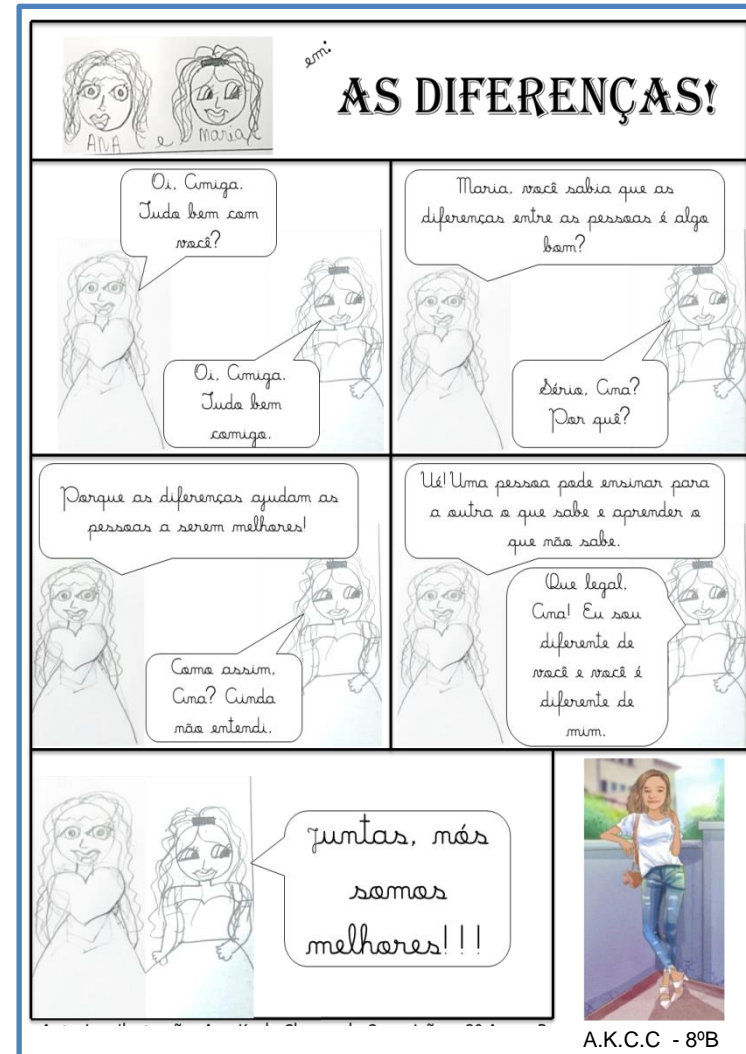 em:
AS DIFERENÇAS!
ANA e maria
Oi, Amiga.
Tudo bem com
você?
Oi, Amiga.
Tudo bem
comigo.
Maria, você sabia que as
diferenças entre as pessoas é algo
bom?
Sério, Ana?
Por quê?
Porque as diferenças ajudam as
pessoas a serem melhores!
Como assim,
Ana? Ainda
não entendi.
Ué! Uma pessoa pode ensinar para
a outra o que sabe e aprender o
que não sabe.
Que legal,
Ana! Eu sou
diferente de
você e você é
diferente de
mim.
Juntas, nós
somos
melhores!!!
A.K.C.C - 8ºB